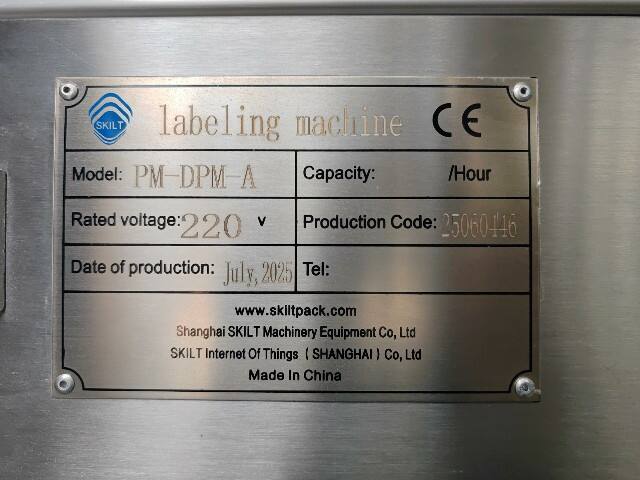 SKILT labeling machine CE
Model: PM-DPM-A Capacity: /Hour
Rated voltage: 220 v Production Code: 25060446
Date of production: July, 2025 Tel:
www.skiltpack.com
Shanghai SKILT Machinery Equipment Co, Ltd
SKILT Internet Of Things ( SHANGHAI ) Co, Ltd
Made In China